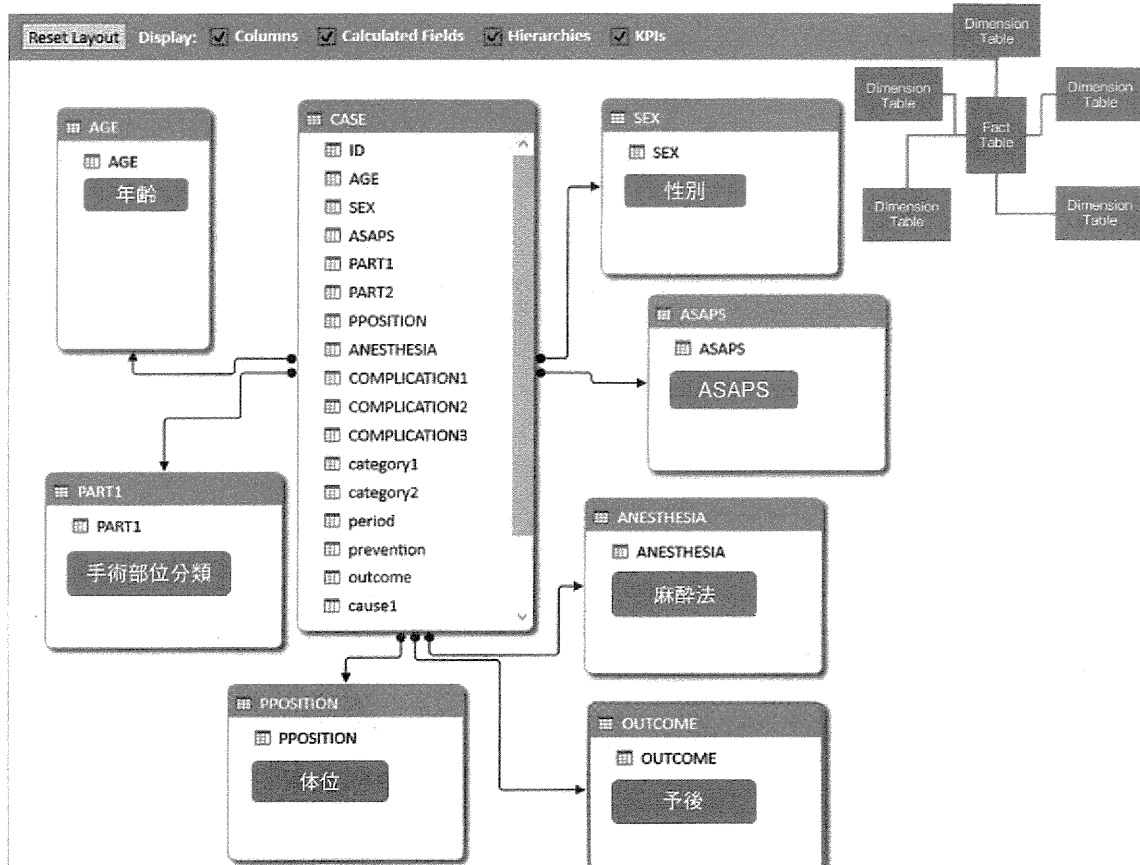 Reset Layout Display: Columns Calculated Fields Hierarchies KPIs
Dimension
Table
Dimension
Table
Dimension
Table
Fact
Table
Dimension
Table
Dimension
Table
AGE
AGE
年齢
CASE
ID
AGE
SEX
ASAPS
PART1
PART2
PPOSITION
ANESTHESIA
COMPLICATION1
COMPLICATION2
COMPLICATION3
category1
category2
period
prevention
outcome
cause1
SEX
SEX
性別
ASAPS
ASAPS
ASAPS
PART1
PART1
手術部位分類
ANESTHESIA
ANESTHESIA
麻酔法
PPOSITION
PPOSITION
体位
OUTCOME
OUTCOME
予後